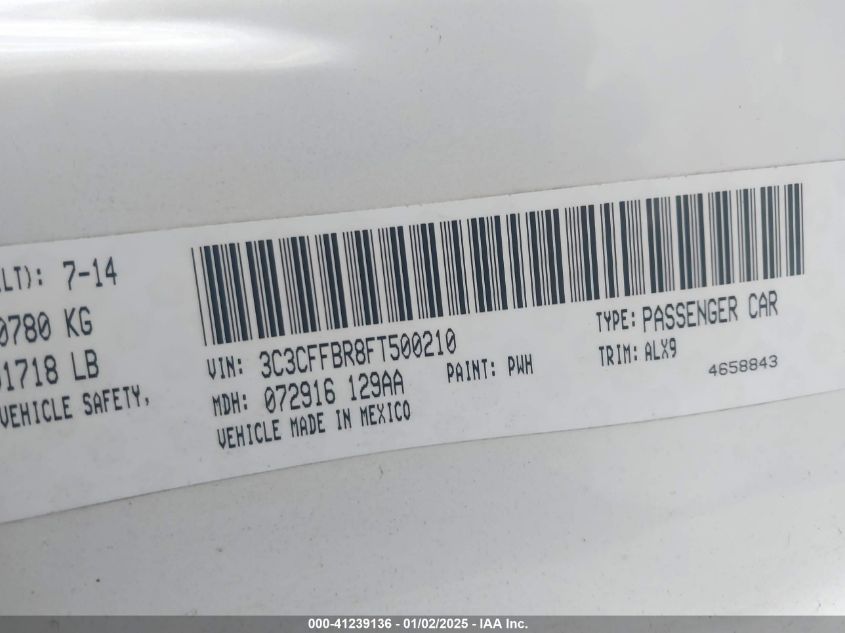 LT): 7-14
0780 KG
1718 LB
VEHICLE SAFETY,
VIN: 3C3CFFBR8FT500210
MDH: 072916 129AA
PAINT: PWH
VEHICLE MADE IN MEXICO
TYPE: PASSENGER CAR
TRIM: ALX9
4658843
000-41239136 - 01/02/2025 - IAA Inc.